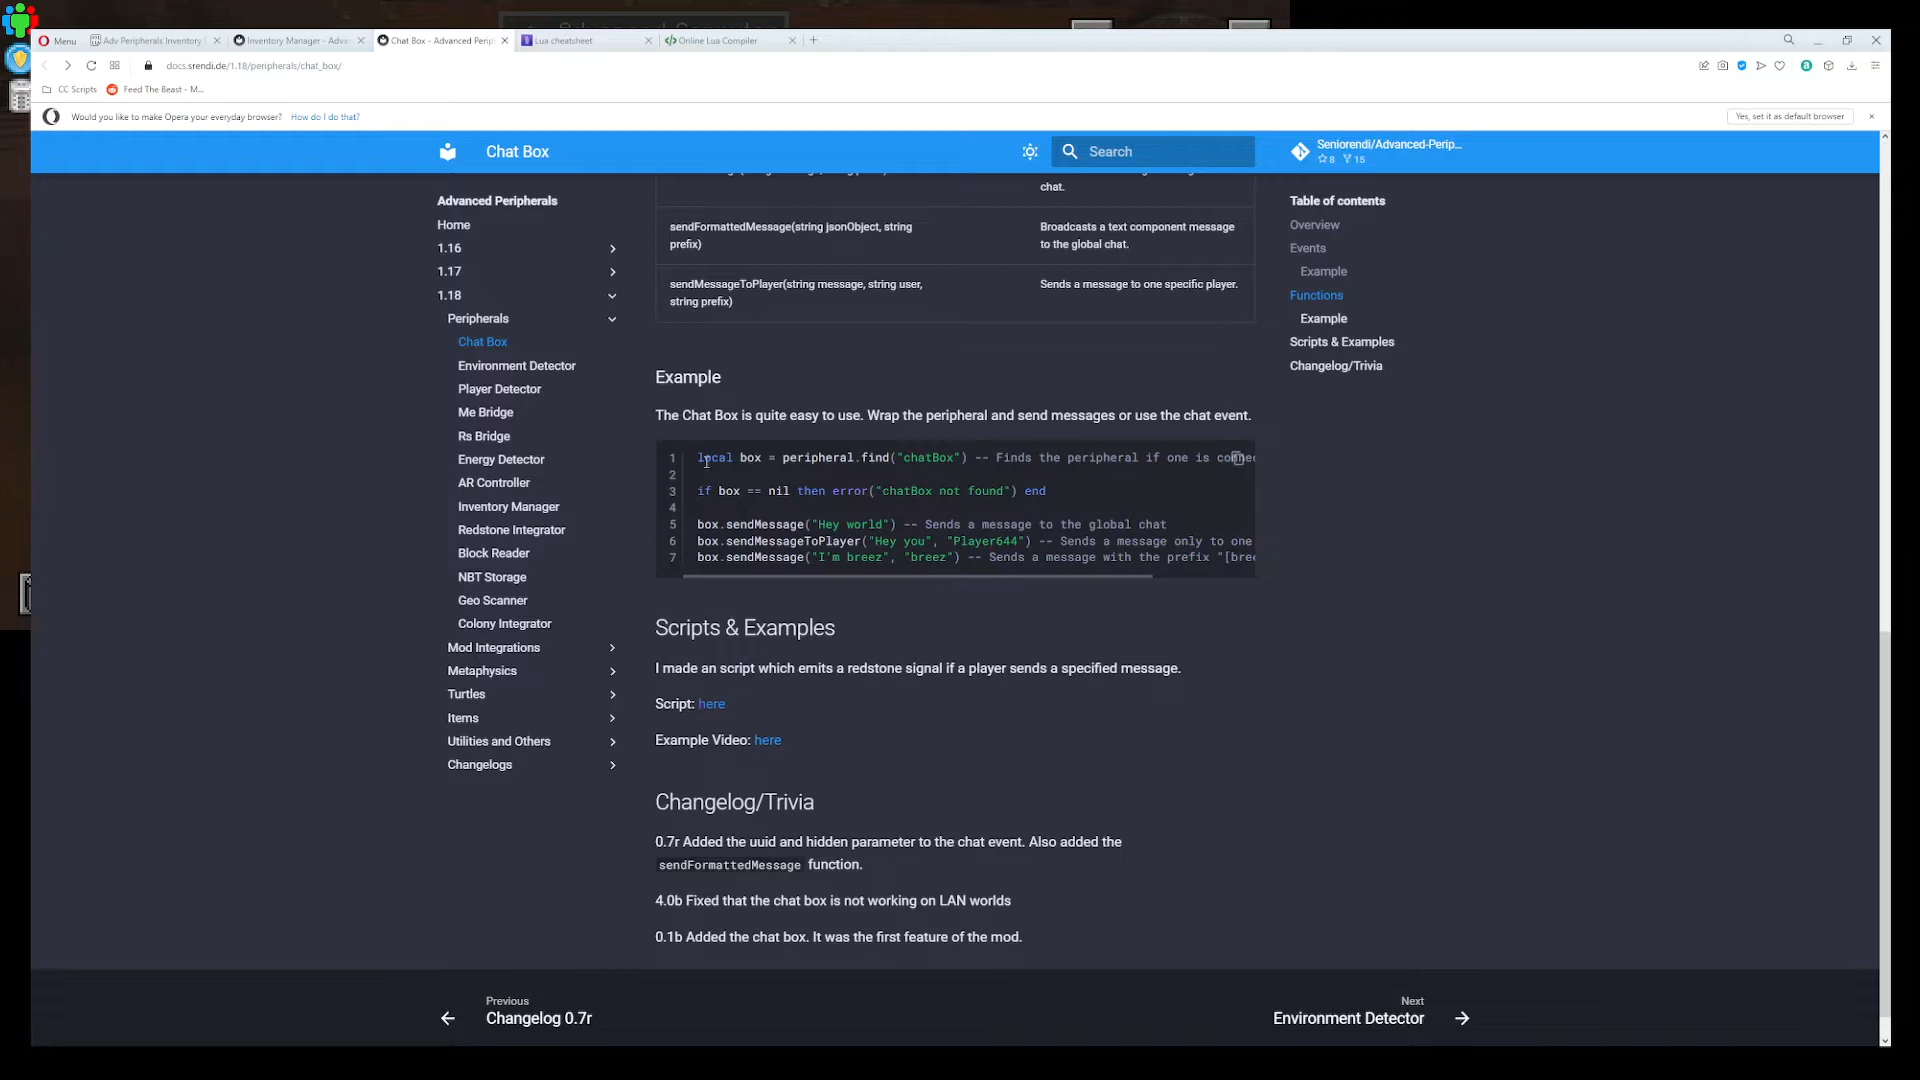 Menu
Adv Peripherals Inventory
Inventory Manager - Advan
Chat Box - Advanced Periph
Lua cheatsheet
Online Lua Compiler
docs.srendi.de/1.18/peripherals/chat_box/
CC Scripts
Feed The Beast - M...
Would you like to make Opera your everyday browser? How do I do that?
Yes, set it as default browser
Chat Box
Search
Seniorendi/Advanced-Perip...
8 15
Advanced Peripherals
Home
1.16
1.17
1.18
Peripherals
Chat Box
Environment Detector
Player Detector
Me Bridge
Rs Bridge
Energy Detector
AR Controller
Inventory Manager
Redstone Integrator
Block Reader
NBT Storage
Geo Scanner
Colony Integrator
Mod Integrations
Metaphysics
Turtles
Items
Utilities and Others
Changelogs
chat.
sendFormattedMessage(string jsonObject, string
prefix)
Broadcasts a text component message
to the global chat.
sendMessageToPlayer(string message, string user,
string prefix)
Sends a message to one specific player.
Example
The Chat Box is quite easy to use. Wrap the peripheral and send messages or use the chat event.
1 local box = peripheral.find("chatBox") -- Finds the peripheral if one is connec
2
3 if box == nil then error("chatBox not found") end
4
5 box.sendMessage("Hey world") -- Sends a message to the global chat
6 box.sendMessageToPlayer("Hey you", "Player644") -- Sends a message only to one
7 box.sendMessage("I'm breez", "breez") -- Sends a message with the prefix "[bree
Scripts & Examples
I made an script which emits a redstone signal if a player sends a specified message.
Script: here
Example Video: here
Changelog/Trivia
0.7r Added the uuid and hidden parameter to the chat event. Also added the
sendFormattedMessage function.
4.0b Fixed that the chat box is not working on LAN worlds
0.1b Added the chat box. It was the first feature of the mod.
Table of contents
Overview
Events
Example
Functions
Example
Scripts & Examples
Changelog/Trivia
Previous
Changelog 0.7r
Next
Environment Detector